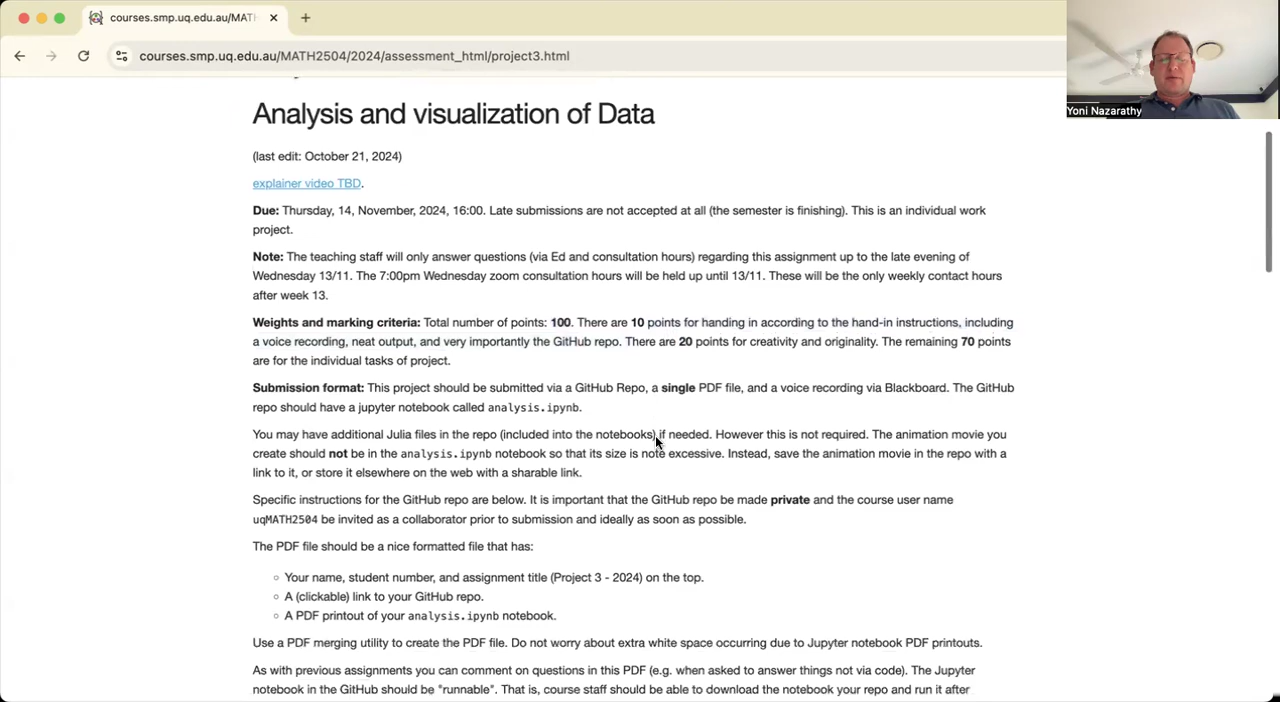 courses.smp.uq.edu.au/MAT
courses.smp.uq.edu.au/MATH2504/2024/assessment_html/project3.html
Yoni Nazarathy
Analysis and visualization of Data
(last edit: October 21, 2024)
explainer video TBD.
Due: Thursday, 14, November, 2024, 16:00. Late submissions are not accepted at all (the semester is finishing). This is an individual work
project.
Note: The teaching staff will only answer questions (via Ed and consultation hours) regarding this assignment up to the late evening of
Wednesday 13/11. The 7:00pm Wednesday zoom consultation hours will be held up until 13/11. These will be the only weekly contact hours
after week 13.
Weights and marking criteria: Total number of points: 100. There are 10 points for handing in according to the hand-in instructions, including
a voice recording, neat output, and very importantly the GitHub repo. There are 20 points for creativity and originality. The remaining 70 points
are for the individual tasks of project.
Submission format: This project should be submitted via a GitHub Repo, a single PDF file, and a voice recording via Blackboard. The GitHub
repo should have a jupyter notebook called analysis.ipynb.
You may have additional Julia files in the repo (included into the notebooks) if needed. However this is not required. The animation movie you
create should not be in the analysis.ipynb notebook so that its size is note excessive. Instead, save the animation movie in the repo with a
link to it, or store it elsewhere on the web with a sharable link.
Specific instructions for the GitHub repo are below. It is important that the GitHub repo be made private and the course user name
uqMATH2504 be invited as a collaborator prior to submission and ideally as soon as possible.
The PDF file should be a nice formatted file that has:
Your name, student number, and assignment title (Project 3 - 2024) on the top.
A (clickable) link to your GitHub repo.
A PDF printout of your analysis.ipynb notebook.
Use a PDF merging utility to create the PDF file. Do not worry about extra white space occurring due to Jupyter notebook PDF printouts.
As with previous assignments you can comment on questions in this PDF (e.g. when asked to answer things not via code). The Jupyter
notebook in the GitHub should be "runnable". That is, course staff should be able to download the notebook your repo and run it after